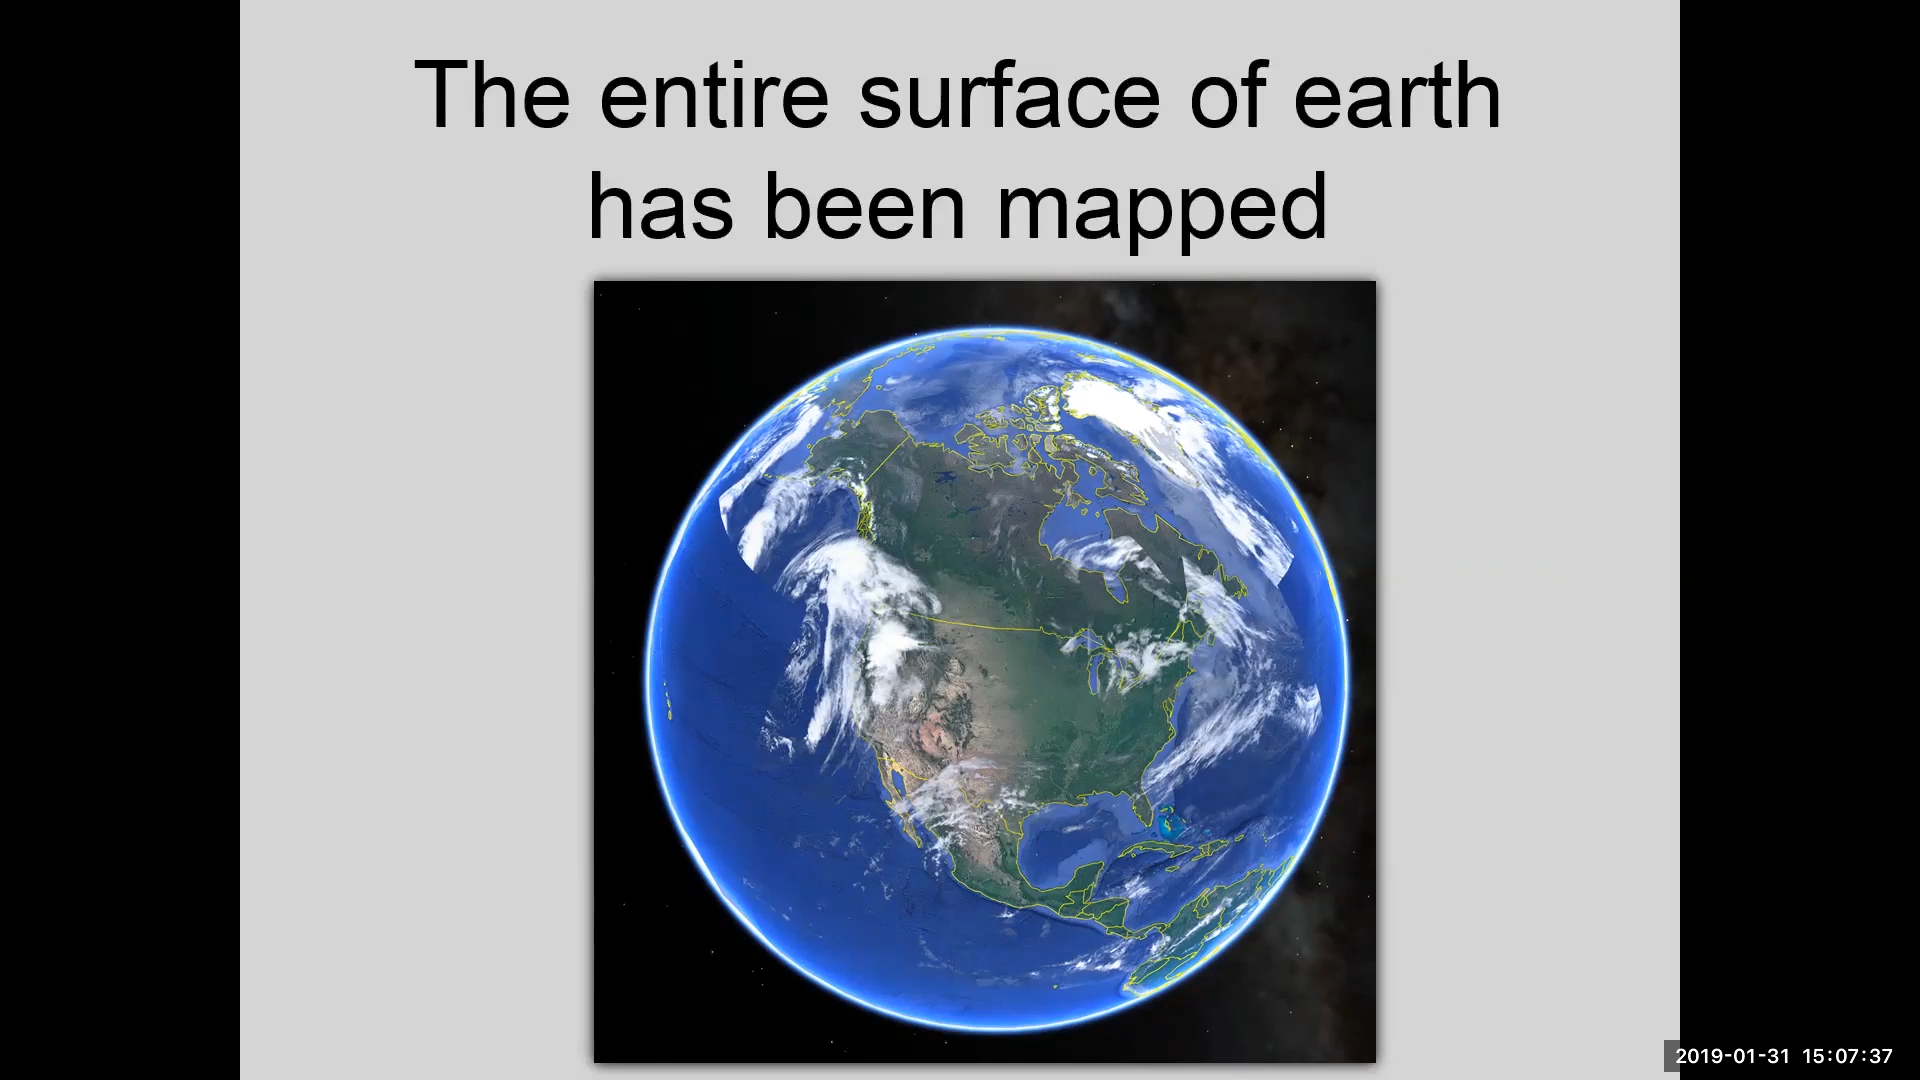 The entire surface of earth
has been mapped
2019-01-31 15:07:37